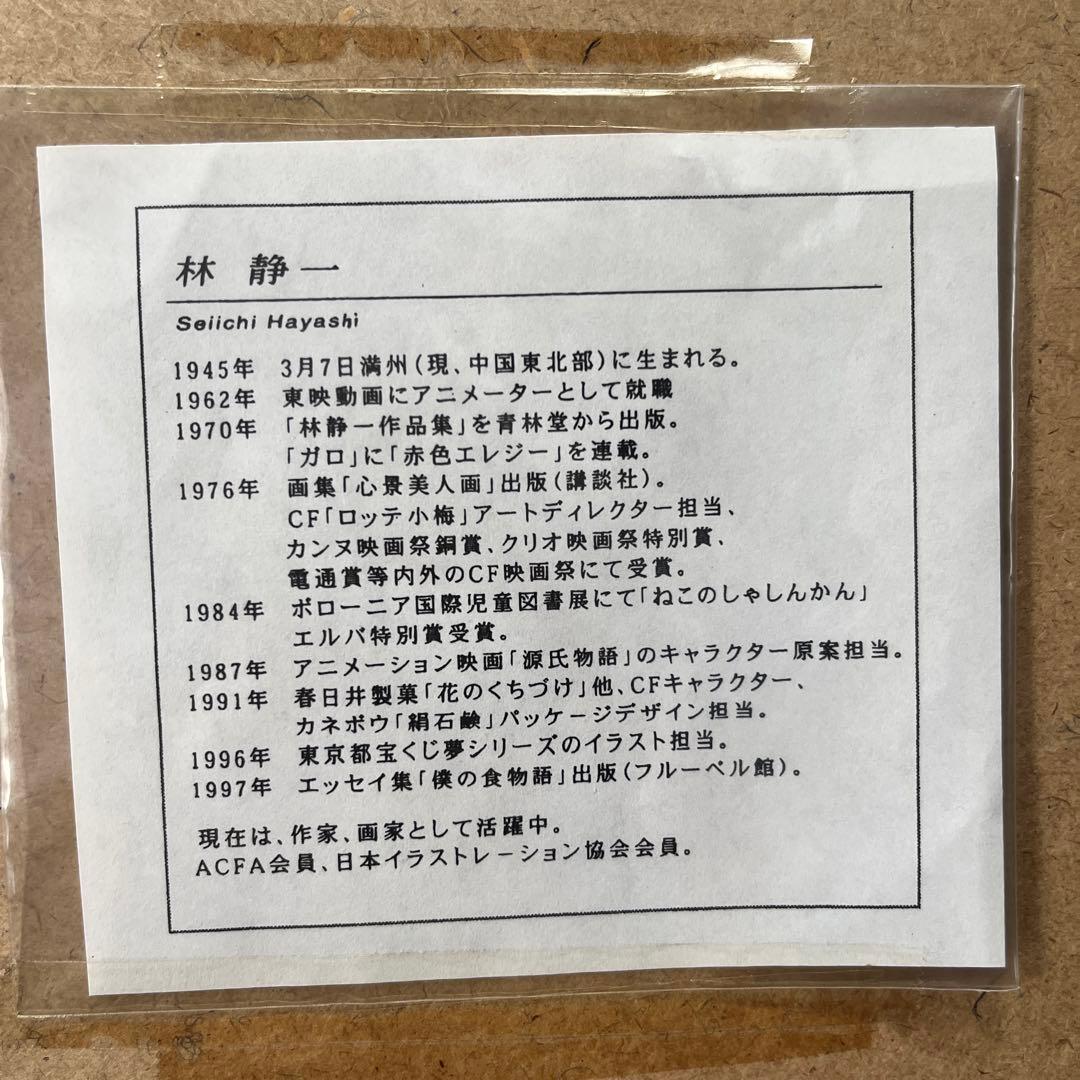 林 静一
Seiichi Hayashi
1945年 3月7日満州(現、中国東北部)に生まれる。
1962年 東映動画にアニメーターとして就職
1970年 「林静一作品集」を青林堂から出版。
「ガロ」に「赤色エレジー」を連載。
1976年 画集「心景美人画」出版(講談社)。
CF「ロッテ小梅」アートディレクター担当、
カンヌ映画祭銅賞、クリオ映画祭特別賞、
電通賞等内外のCF映画祭にて受賞。
1984年 ボローニア国際児童図書展にて「ねこのしゃしんかん」
エルバ特別賞受賞。
1987年 アニメーション映画「源氏物語」のキャラクター原案担当。
1991年 春日井製菓「花のくちづけ」他、CFキャラクター、
カネボウ「絹石鹸」パッケージデザイン担当。
1996年 東京都宝くじ夢シリーズのイラスト担当。
1997年 エッセイ集「僕の食物語」出版(フルーベル館)。
現在は、作家、画家として活躍中。
ACFA会員、日本イラストレーション協会会員。